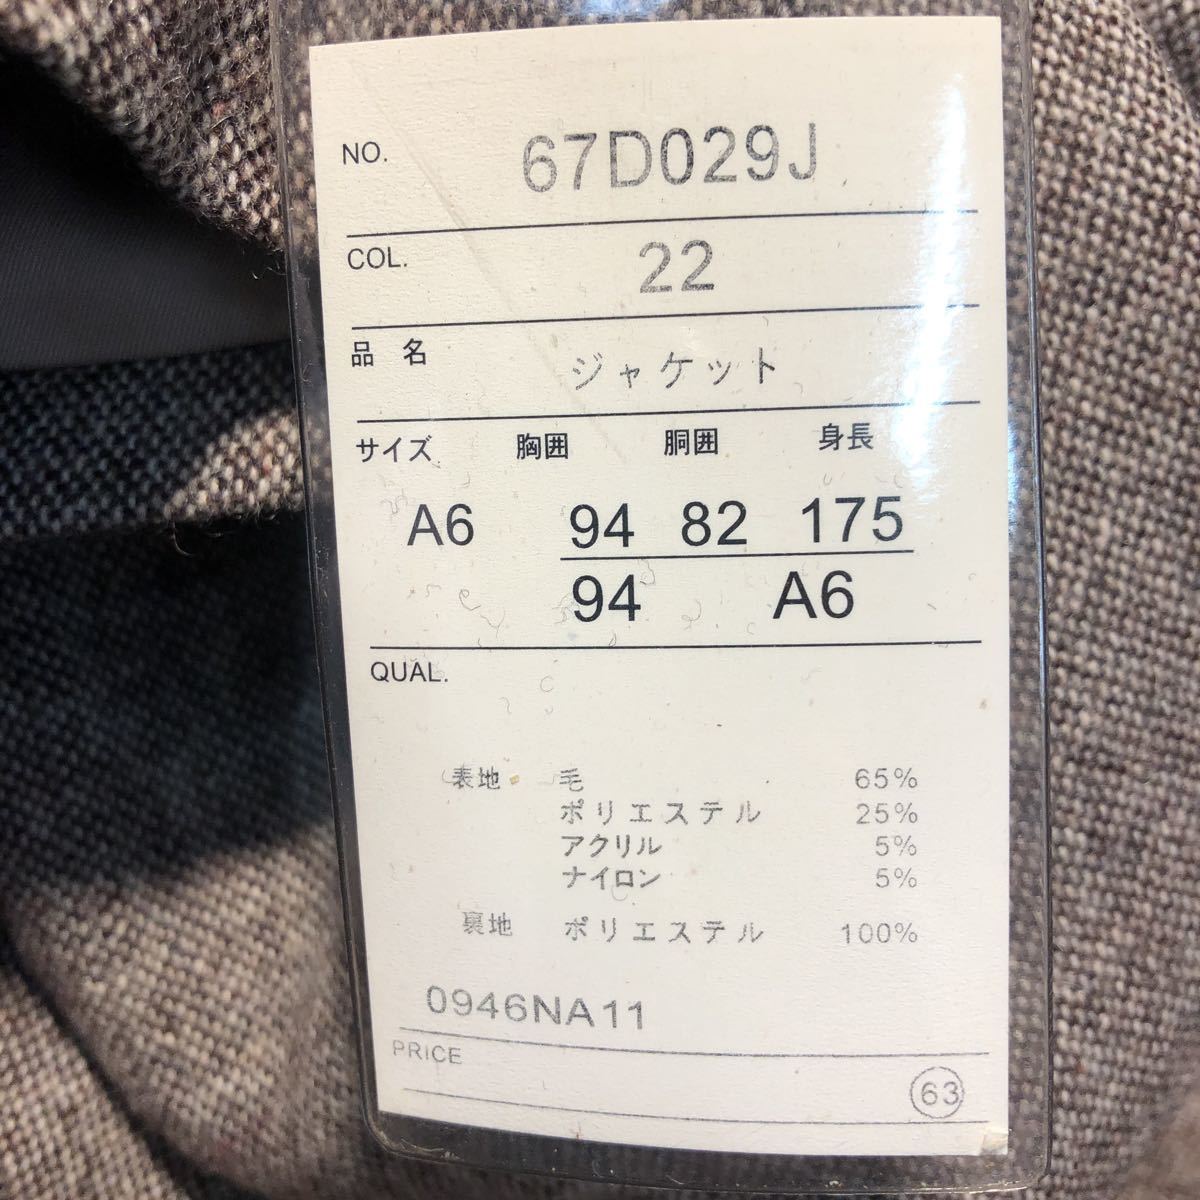 NO. 67D029J
COL. 22
品 名 ジャケット
サイズ 胸囲 胴囲 身長
A6 94 82 175
94 A6
QUAL.
表地 毛 65%
ポリエステル 25%
アクリル 5%
ナイロン 5%
裏地 ポリエステル 100%
0946NA11
PRICE
63